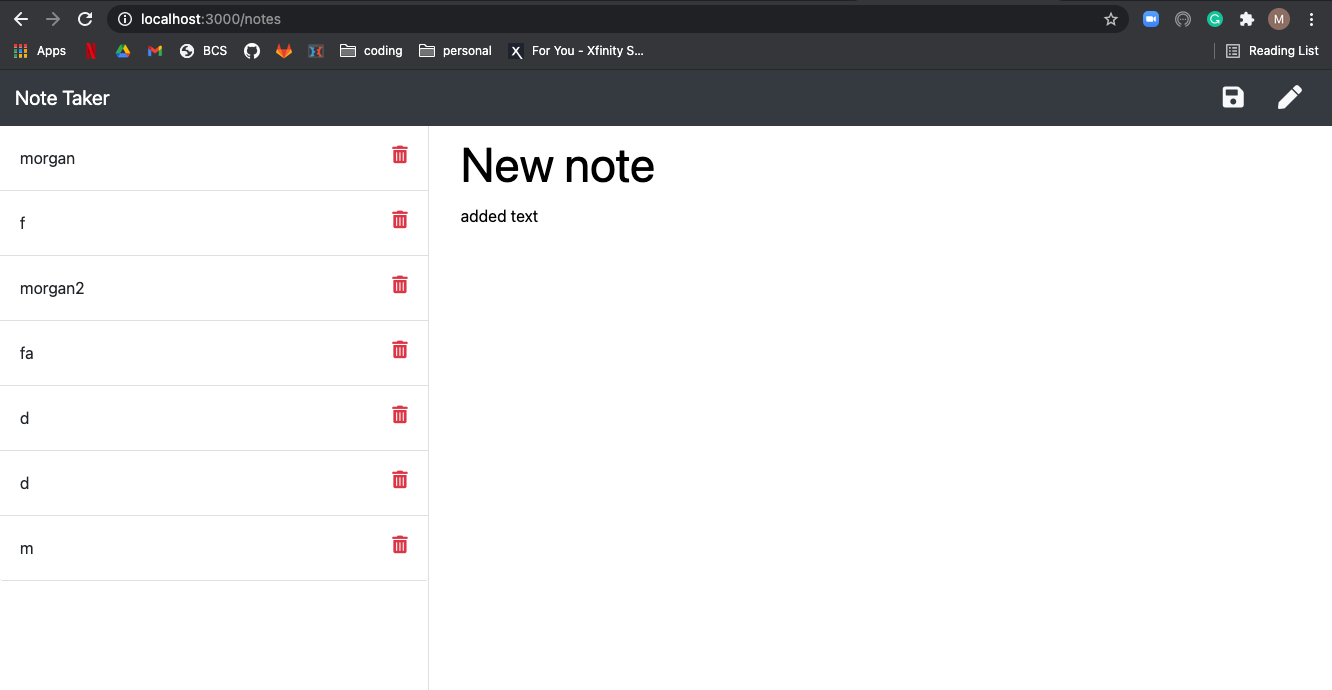 localhost:3000/notes
M
Apps
BCS
coding
personal
X
For You - Xfinity S...
Reading List
Note Taker
morgan
f
morgan2
fa
d
d
m
New note
added text